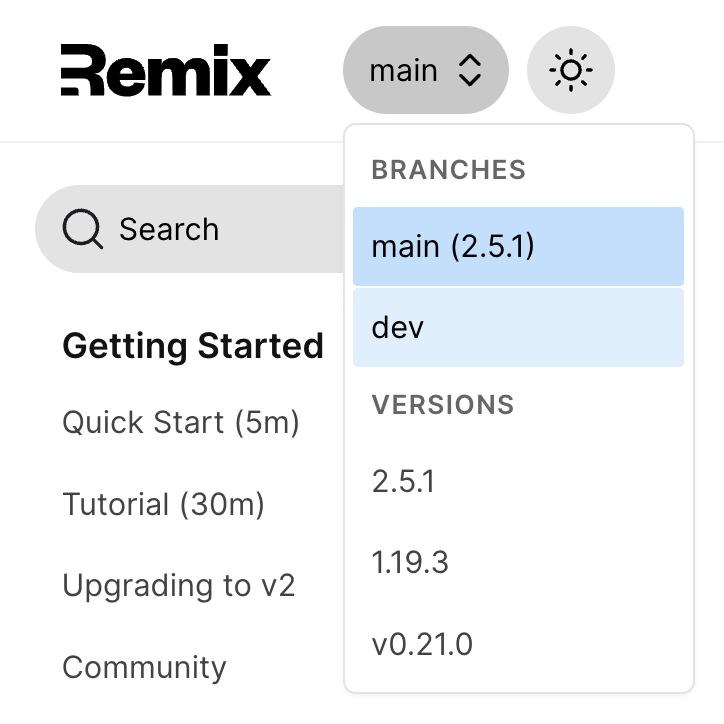 Remix
main
BRANCHES
main (2.5.1)
dev
VERSIONS
2.5.1
1.19.3
v0.21.0
Search
Getting Started
Quick Start (5m)
Tutorial (30m)
Upgrading to v2
Community